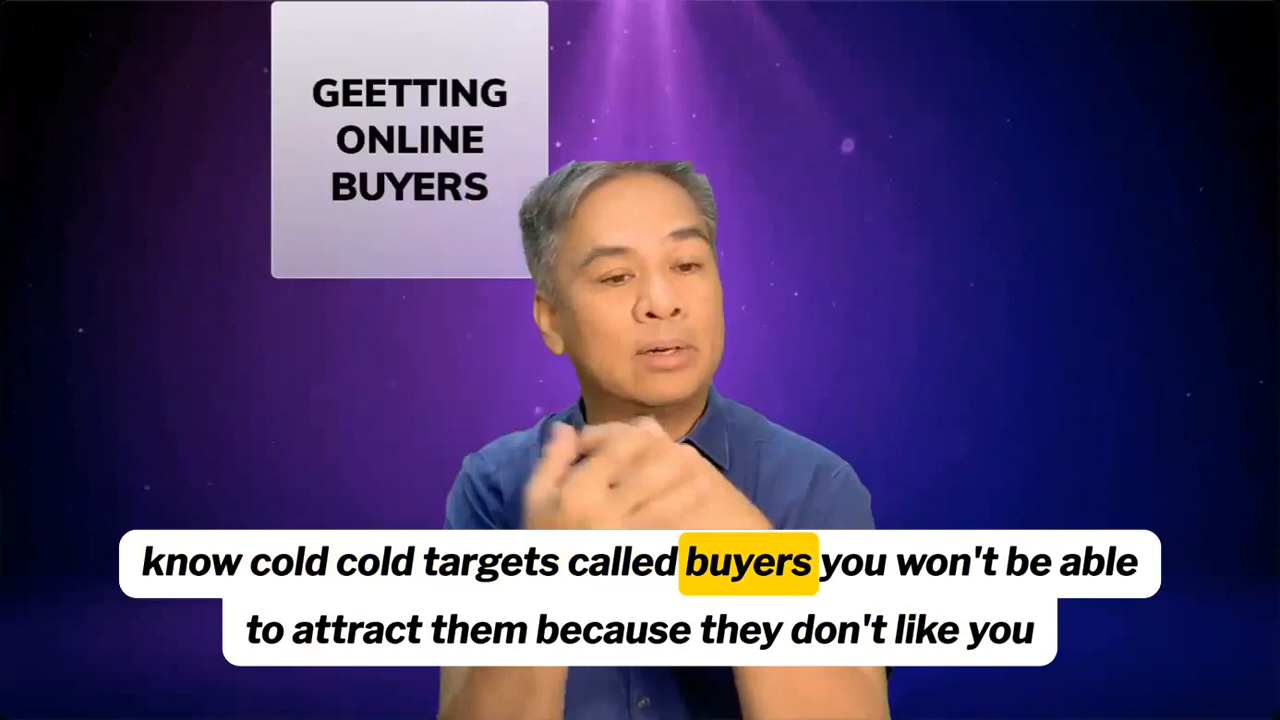 GEETTING
ONLINE
BUYERS
know cold cold targets called buyers you won't be able
to attract them because they don't like you